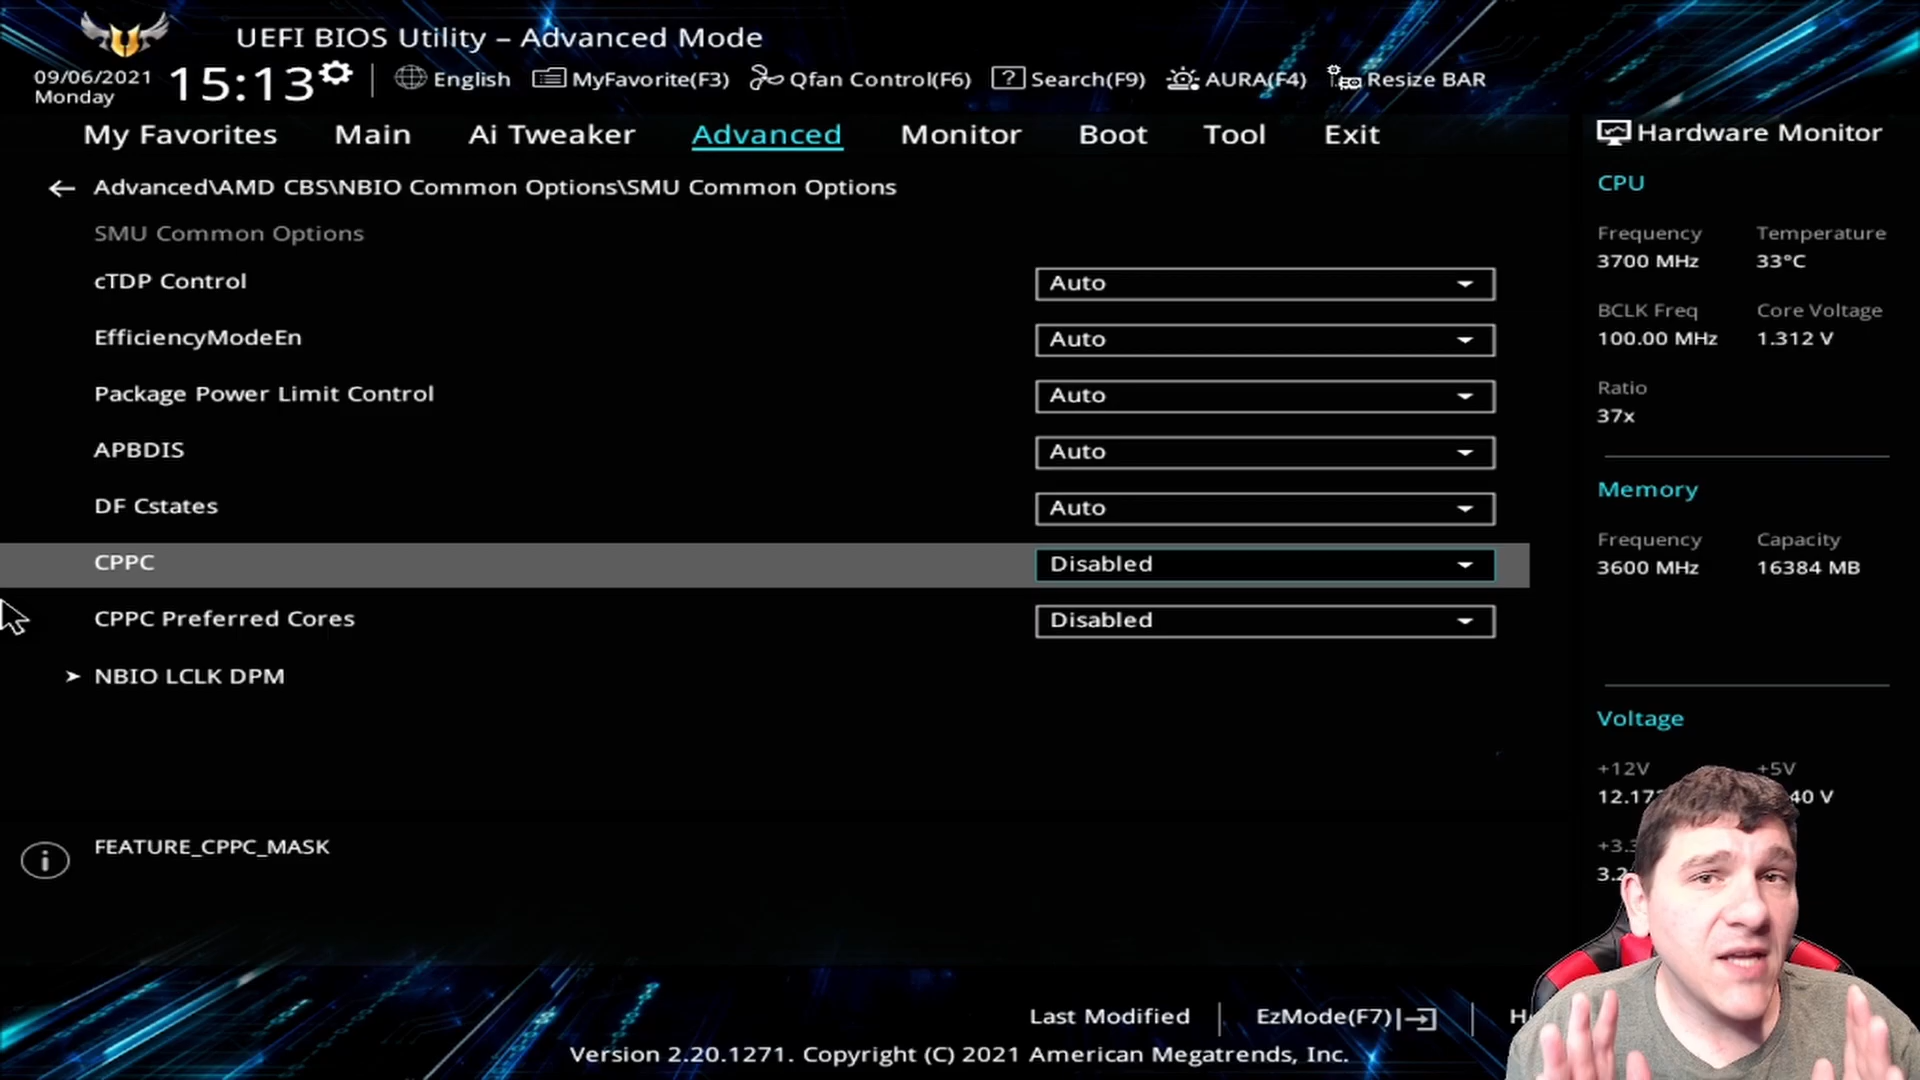 UEFI BIOS Utility – Advanced Mode
09/06/2021
Monday
15:13
English
MyFavorite(F3)
Qfan Control(F6)
Search(F9)
AURA(F4)
Resize BAR
My Favorites
Main
Ai Tweaker
Advanced
Monitor
Boot
Tool
Exit
Advanced\AMD CBS\NBIO Common Options\SMU Common Options
SMU Common Options
cTDP Control
Auto
EfficiencyModeEn
Auto
Package Power Limit Control
Auto
APBDIS
Auto
DF Cstates
Auto
CPPC
Disabled
CPPC Preferred Cores
Disabled
NBIO LCLK DPM
FEATURE_CPPC_MASK
Hardware Monitor
CPU
Frequency Temperature
3700 MHz 33°C
BCLK Freq Core Voltage
100.00 MHz 1.312 V
Ratio
37x
Memory
Frequency Capacity
3600 MHz 16384 MB
Voltage
+12V +5V
Last Modified
EzMode(F7)
Version 2.20.1271. Copyright (C) 2021 American Megatrends, Inc.